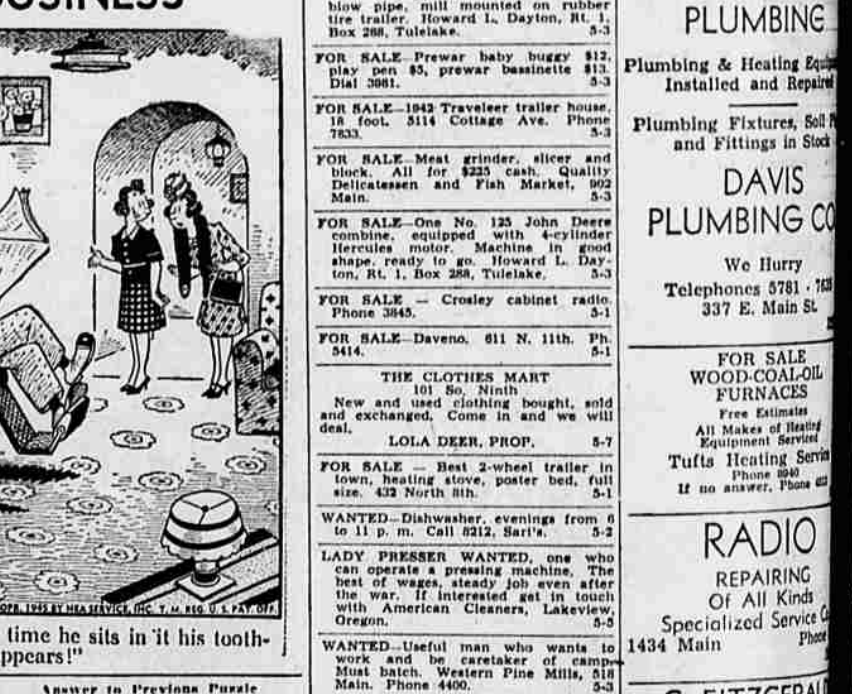 BUSINESS
COPR. 1945 BY NEA SERVICE, INC. T. M. REG. U. S. PAT. OFF.
time he sits in it his tooth-
ppears!"
Answer to Previous Puzzle
blow pipe, mill mounted on rubber
tire trailer. Howard L. Dayton, Rt. 1,
Box 288, Tulelake. 5-3
FOR SALE—Prewar baby buggy $12,
play pen $5, prewar bassinette $13.
Dial 3981. 5-3
FOR SALE—1942 Traveleer trailer house,
18 foot. 5114 Cottage Ave. Phone
7833. 5-3
FOR SALE—Meat grinder, slicer and
block. All for $225 cash. Quality
Delicatessen and Fish Market, 902
Main. 5-3
FOR SALE—One No. 125 John Deere
combine, equipped with 4-cylinder
Hercules motor. Machine in good
shape, ready to go. Howard L. Day-
ton, Rt. 1, Box 288, Tulelake. 5-3
FOR SALE — Crosley cabinet radio.
Phone 3845. 5-1
FOR SALE—Daveno. 611 N. 11th. Ph.
5414. 5-1
THE CLOTHES MART
101 So. Ninth
New and used clothing bought, sold
and exchanged. Come in and we will
deal.
LOLA DEER, PROP. 5-7
FOR SALE — Best 2-wheel trailer in
town, heating stove, poster bed, full
size. 432 North 8th. 5-1
WANTED—Dishwasher, evenings from 6
to 11 p. m. Call 8212, Sari's. 5-2
LADY PRESSER WANTED, one who
can operate a pressing machine. The
best of wages, steady job even after
the war. If interested get in touch
with American Cleaners, Lakeview,
Oregon. 5-5
WANTED—Useful man who wants to
work and be caretaker of camp.
Must batch. Western Pine Mills, 518
Main. Phone 4400. 5-3
PLUMBING
Plumbing & Heating
Installed and Repaired
Plumbing Fixtures, Soil
and Fittings in Stock
DAVIS
PLUMBING CO
We Hurry
Telephones 5781 -
337 E. Main St.
FOR SALE
WOOD-COAL-OIL
FURNACES
Free Estimates
All Makes of Heating
Equipment Serviced
Tufts Heating Service
Phone 8040
If no answer, Phone
RADIO
REPAIRING
Of All Kinds
Specialized Service
1434 Main Phone